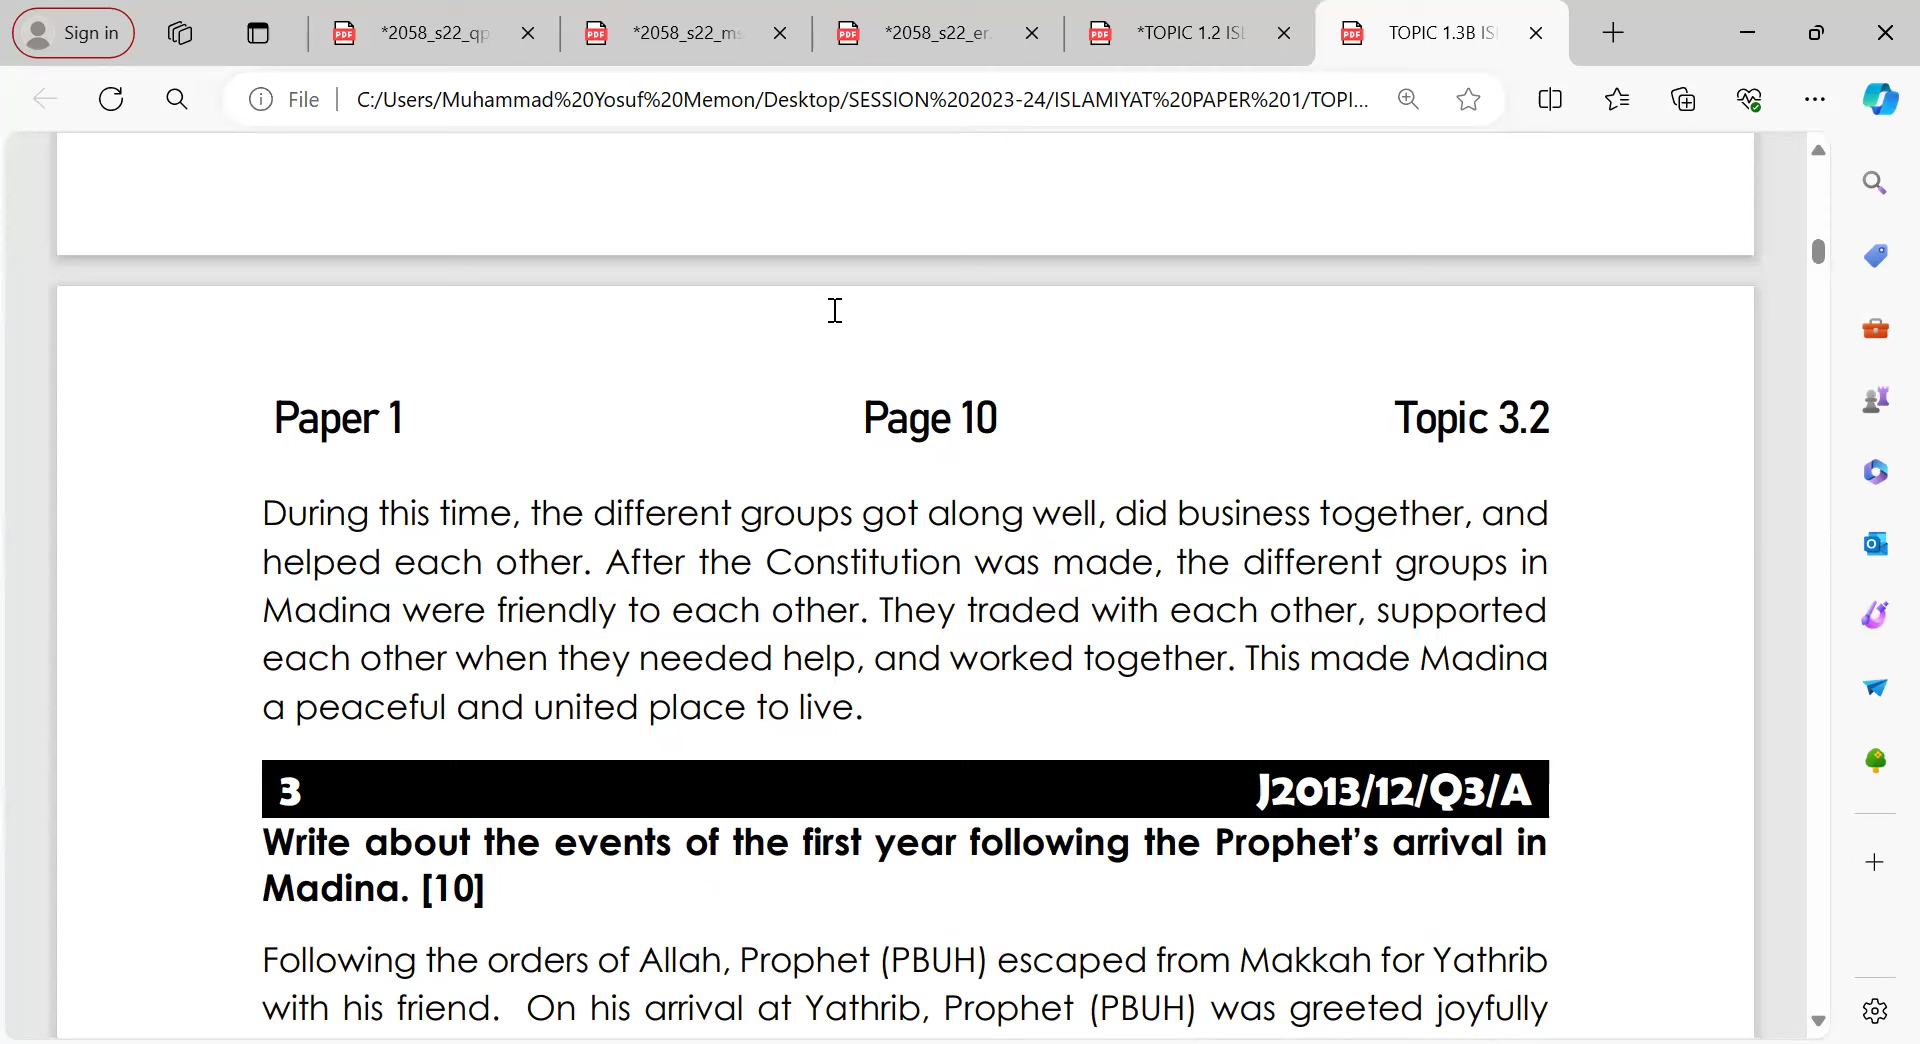 Sign in
*2058_s22_qp
*2058_s22_ms
*2058_s22_er.
*TOPIC 1.2 ISL
TOPIC 1.3B IS
File
C:/Users/Muhammad%20Yosuf%20Memon/Desktop/SESSION%202023-24/ISLAMIYAT%20PAPER%201/TOPI...
Paper 1 Page 10 Topic 3.2
During this time, the different groups got along well, did business together, and
helped each other. After the Constitution was made, the different groups in
Madina were friendly to each other. They traded with each other, supported
each other when they needed help, and worked together. This made Madina
a peaceful and united place to live.
3 J2013/12/Q3/A
Write about the events of the first year following the Prophet’s arrival in
Madina. [10]
Following the orders of Allah, Prophet (PBUH) escaped from Makkah for Yathrib
with his friend. On his arrival at Yathrib, Prophet (PBUH) was greeted joyfully